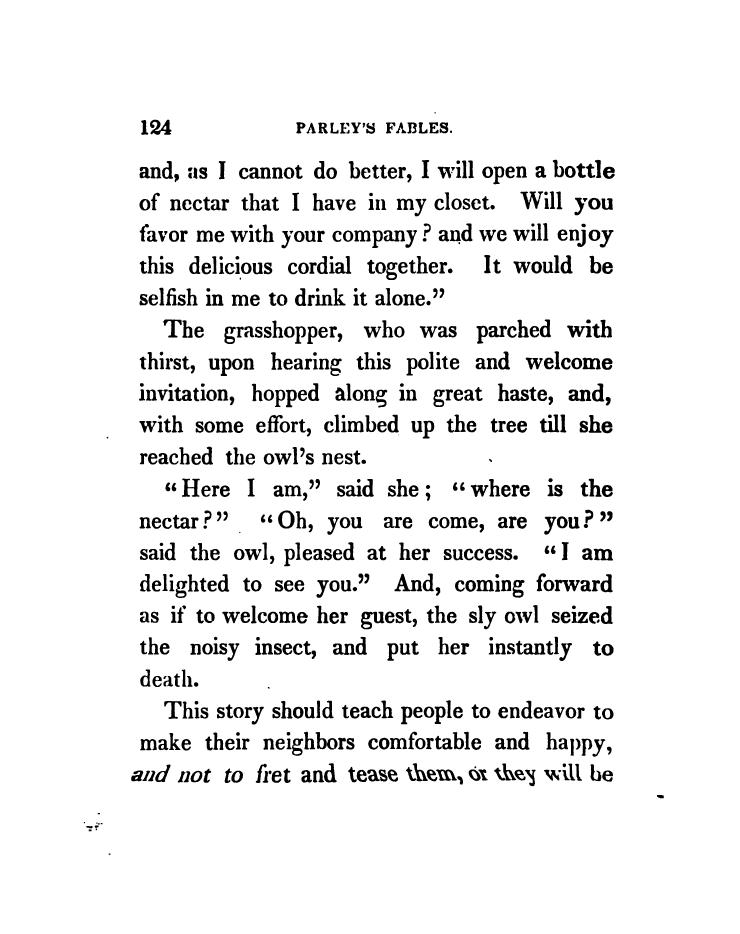 124 PARLEY'S FABLES.
and, as I cannot do better, I will open a bottle
of nectar that I have in my closet. Will you
favor me with your company? and we will enjoy
this delicious cordial together. It would be
selfish in me to drink it alone.”
The grasshopper, who was parched with
thirst, upon hearing this polite and welcome
invitation, hopped along in great haste, and,
with some effort, climbed up the tree till she
reached the owl’s nest.
“Here I am,” said she; “where is the
nectar?” “Oh, you are come, are you?”
said the owl, pleased at her success. “I am
delighted to see you.” And, coming forward
as if to welcome her guest, the sly owl seized
the noisy insect, and put her instantly to
death.
This story should teach people to endeavor to
make their neighbors comfortable and happy,
and not to fret and tease them, or they will be